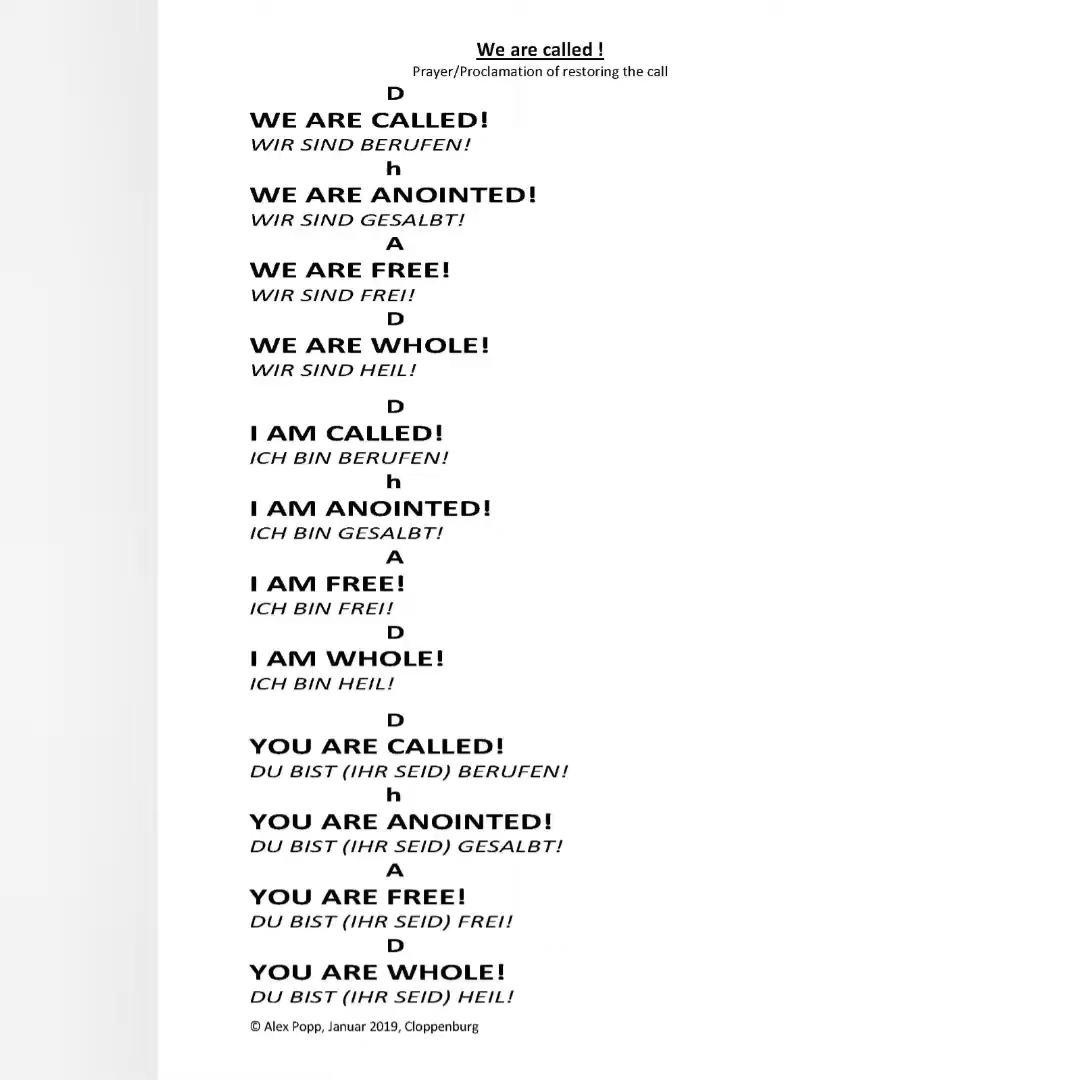 We are called !
Prayer/Proclamation of restoring the call
D
WE ARE CALLED!
WIR SIND BERUFEN!
h
WE ARE ANOINTED!
WIR SIND GESALBT!
A
WE ARE FREE!
WIR SIND FREI!
D
WE ARE WHOLE!
WIR SIND HEIL!
D
I AM CALLED!
ICH BIN BERUFEN!
h
I AM ANOINTED!
ICH BIN GESALBT!
A
I AM FREE!
ICH BIN FREI!
D
I AM WHOLE!
ICH BIN HEIL!
D
YOU ARE CALLED!
DU BIST (IHR SEID) BERUFEN!
h
YOU ARE ANOINTED!
DU BIST (IHR SEID) GESALBT!
A
YOU ARE FREE!
DU BIST (IHR SEID) FREI!
D
YOU ARE WHOLE!
DU BIST (IHR SEID) HEIL!
© Alex Popp, Januar 2019, Cloppenburg